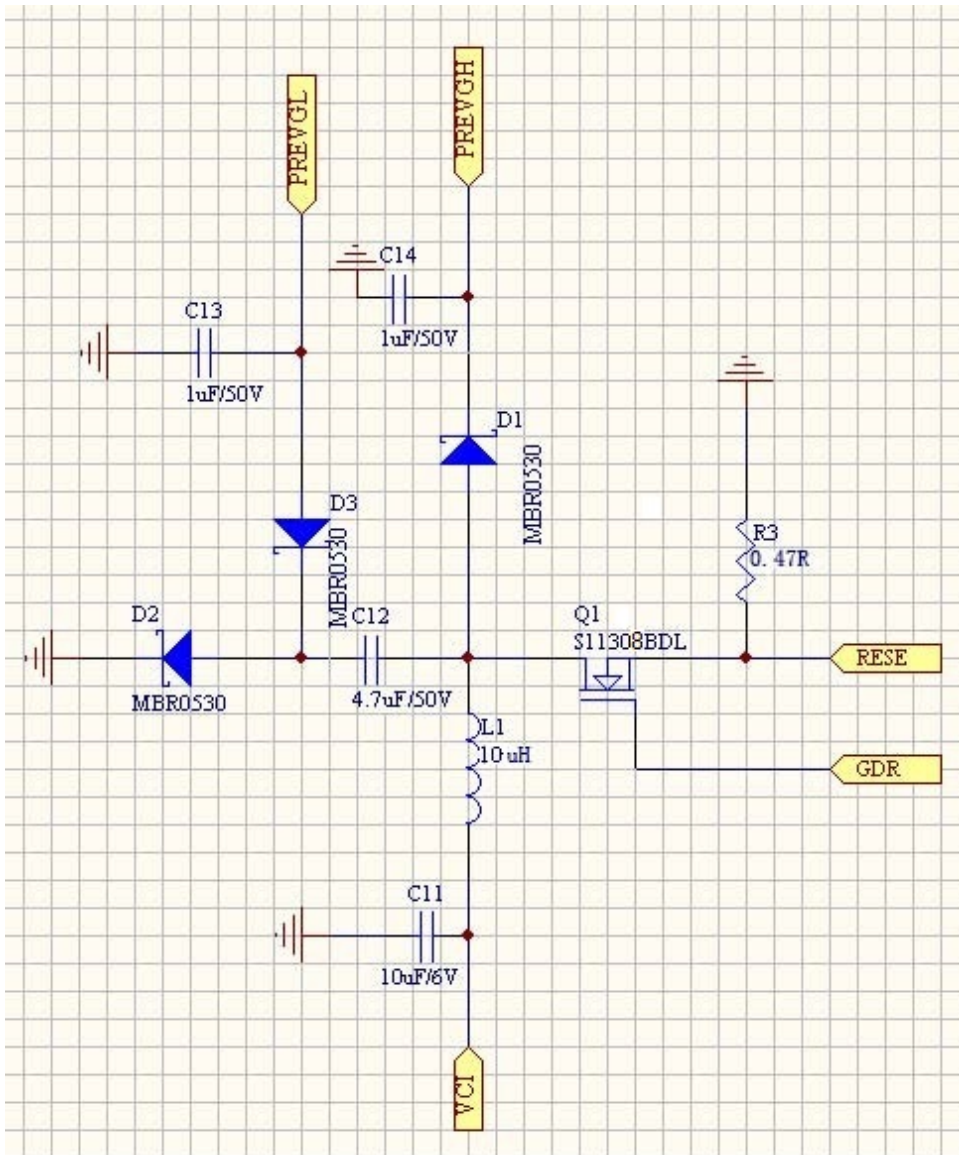 PREVGL
PREVGH
C14
1uF/50V
C13
1uF/50V
D1
MBR0530
D3
MBR0530
R3
0.47R
D2
MBR0530
C12
4.7uF/50V
Q1
S11308BDL
RESE
L1
10uH
GDR
C11
10uF/6V
VCI